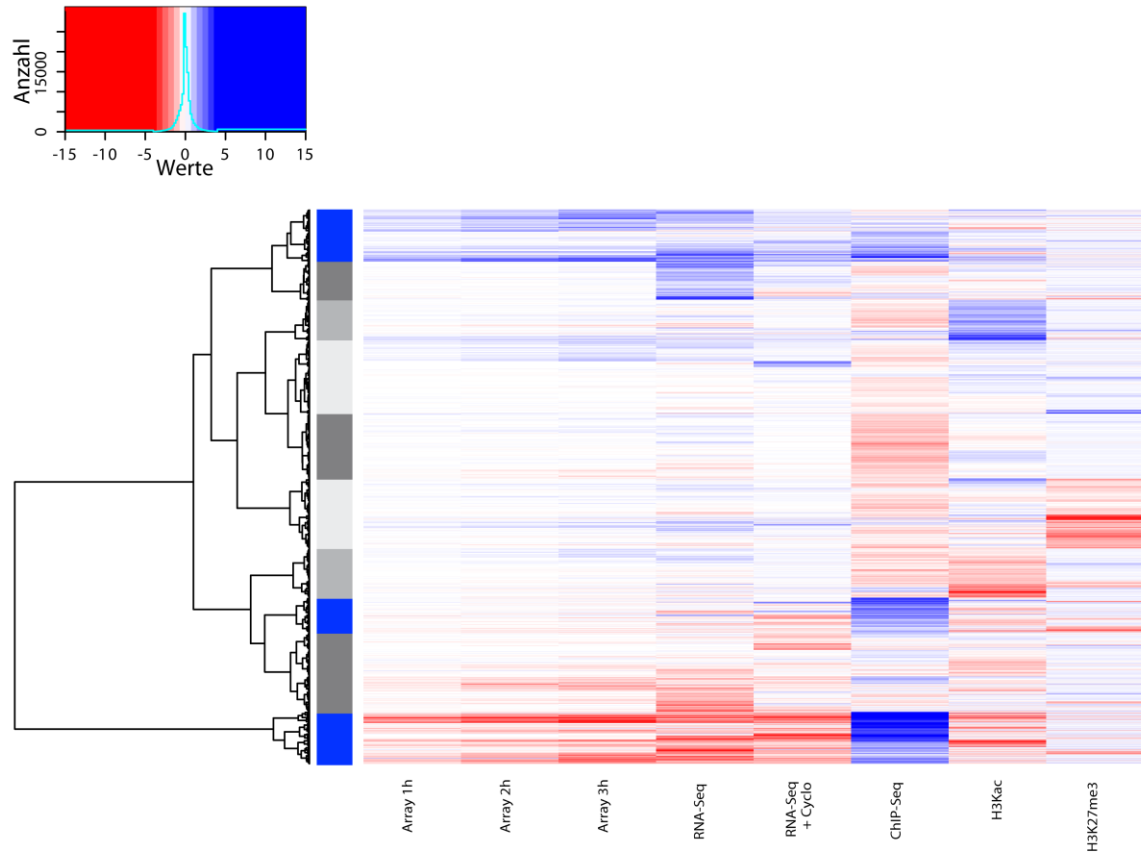 Anzahl
15000
0
-15 -10 -5 0 5 10 15
Werte
Array 1h
Array 2h
Array 3h
RNA-Seq
RNA-Seq
+ Cyclo
ChIP-Seq
H3Kac
H3K27me3